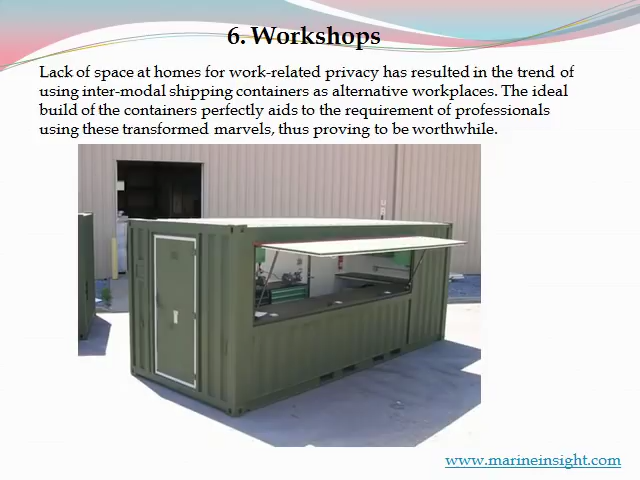 6. Workshops
Lack of space at homes for work-related privacy has resulted in the trend of
using inter-modal shipping containers as alternative workplaces. The ideal
build of the containers perfectly aids to the requirement of professionals
using these transformed marvels, thus proving to be worthwhile.
www.marineinsight.com